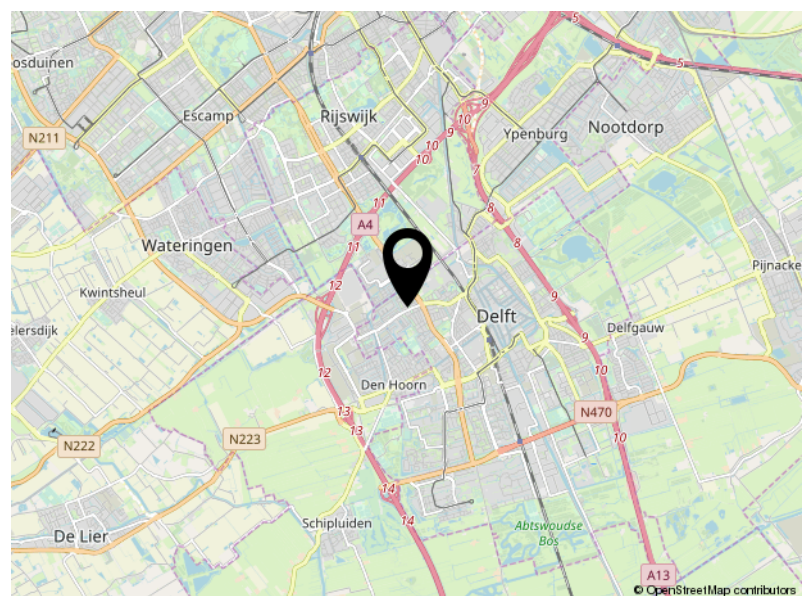 5
5
osduinen
Escamp
Rijswijk
9
10
9
N211
10
10
Ypenburg
Nootdorp
7
11
8
A4
8
Wateringen
11
Pijnacke
Kwintsheul
12
9
elersdijk
Delft
Delfgauw
9
12
10
Den Hoorn
13
N470
13
N222
N223
10
14
14
Schipluiden
De Lier
Abtswoudse
Bos
A13
© OpenStreetMap contributors